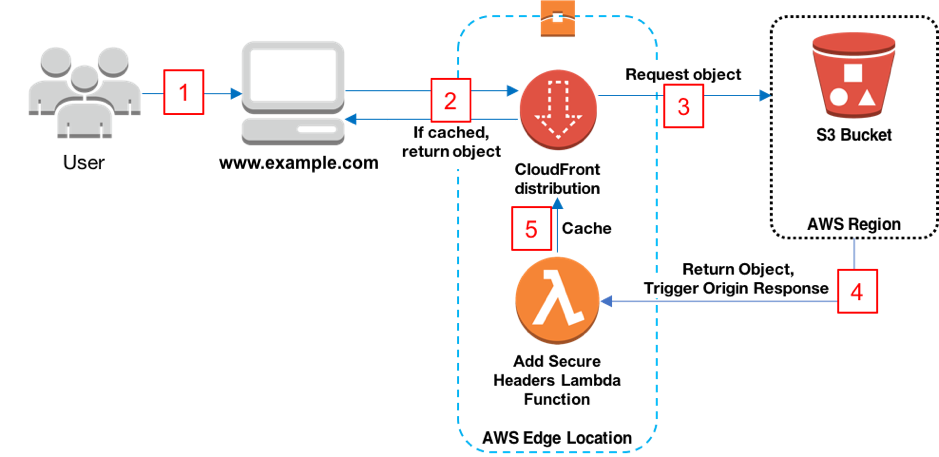 1
User
www.example.com
2
If cached,
return object
CloudFront
distribution
Request object
3
S3 Bucket
AWS Region
4
Return Object,
Trigger Origin Response
5
Cache
Add Secure
Headers Lambda
Function
AWS Edge Location